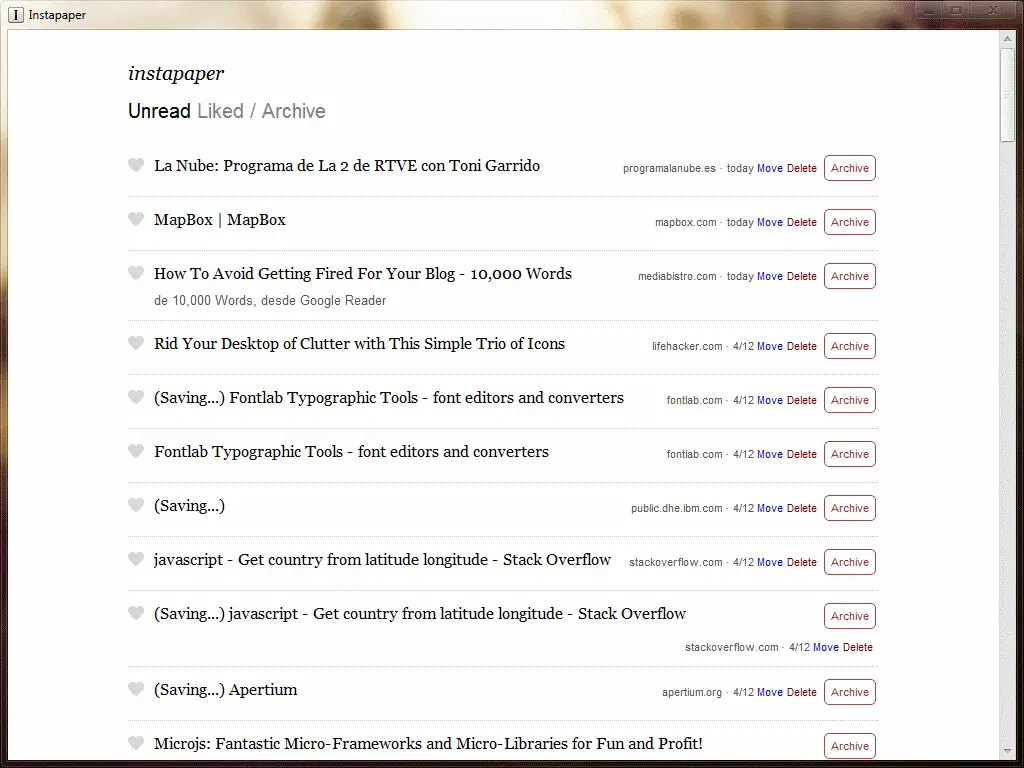 Instapaper
instapaper
Unread Liked / Archive
La Nube: Programa de La 2 de RTVE con Toni Garrido programalanube.es · today Move Delete Archive
MapBox | MapBox mapbox.com · today Move Delete Archive
How To Avoid Getting Fired For Your Blog - 10,000 Words mediabistro.com · today Move Delete Archive
de 10,000 Words, desde Google Reader
Rid Your Desktop of Clutter with This Simple Trio of Icons lifehacker.com · 4/12 Move Delete Archive
(Saving...) Fontlab Typographic Tools - font editors and converters fontlab.com · 4/12 Move Delete Archive
Fontlab Typographic Tools - font editors and converters fontlab.com · 4/12 Move Delete Archive
(Saving...) public.dhe.ibm.com · 4/12 Move Delete Archive
javascript - Get country from latitude longitude - Stack Overflow stackoverflow.com · 4/12 Move Delete Archive
(Saving...) javascript - Get country from latitude longitude - Stack Overflow Archive
stackoverflow.com · 4/12 Move Delete
(Saving...) Apertium apertium.org · 4/12 Move Delete Archive
Microjs: Fantastic Micro-Frameworks and Micro-Libraries for Fun and Profit! Archive